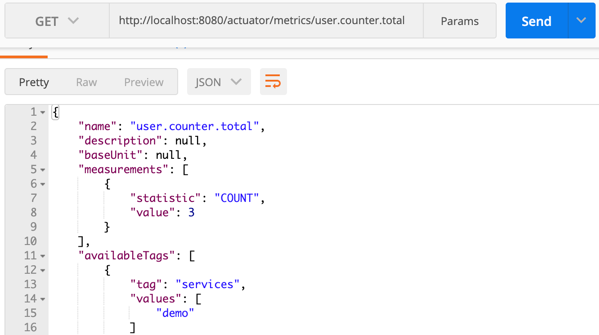 GET http://localhost:8080/actuator/metrics/user.counter.total Params Send
Pretty Raw Preview JSON
1 {
2 "name": "user.counter.total",
3 "description": null,
4 "baseUnit": null,
5 "measurements": [
6 {
7 "statistic": "COUNT",
8 "value": 3
9 }
10 ],
11 "availableTags": [
12 {
13 "tag": "services",
14 "values": [
15 "demo"
16 ]